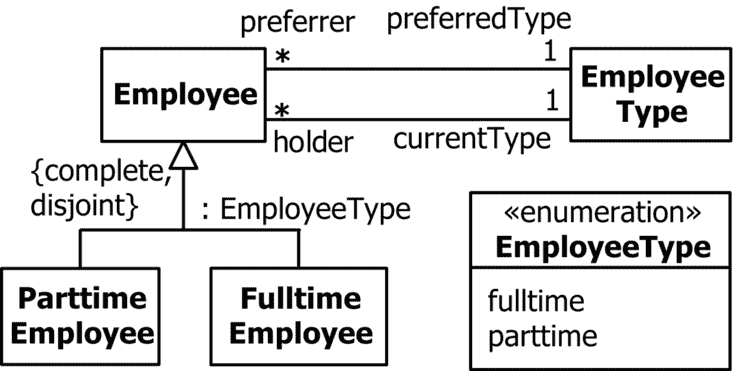 preferrer
preferredType
*
1
Employee
Employee
Type
*
1
holder
currentType
{complete,
disjoint}
: EmployeeType
«enumeration»
EmployeeType
fulltime
parttime
Parttime
Employee
Fulltime
Employee